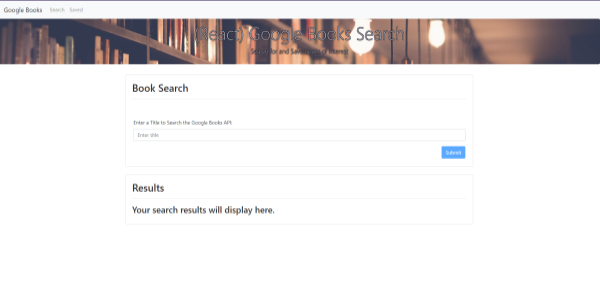 Google Books Search Saved
(React) Google Books Search
Search for and Save Books of Interest
Book Search
Enter a Title to Search the Google Books API:
Enter title
Submit
Results
Your search results will display here.